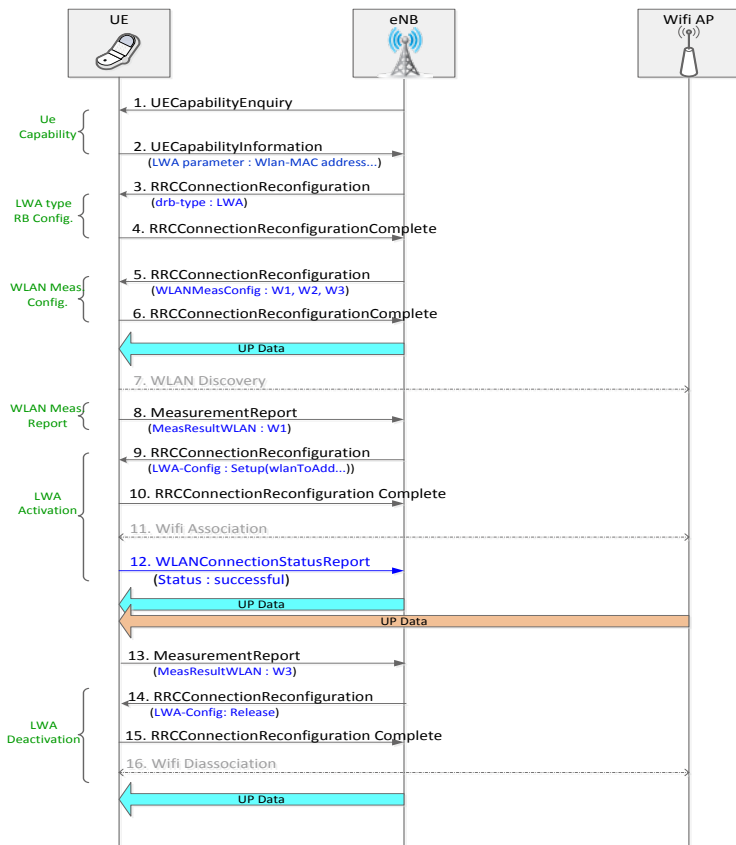 UE
eNB
Wifi AP
1. UECapabilityEnquiry
Ue
Capability
2. UECapabilityInformation
(LWA parameter : Wlan-MAC address...)
3. RRCConnectionReconfiguration
(drb-type : LWA)
LWA type
RB Config.
4. RRCConnectionReconfigurationComplete
5. RRCConnectionReconfiguration
(WLANMeasConfig : W1, W2, W3)
WLAN Meas
Config.
6. RRCConnectionReconfigurationComplete
UP Data
7. WLAN Discovery
WLAN Meas
Report
8. MeasurementReport
(MeasResultWLAN : W1)
9. RRCConnectionReconfiguration
(LWA-Config : Setup(wlanToAdd...))
10. RRCConnectionReconfiguration Complete
LWA
Activation
11. Wifi Association
12. WLANConnectionStatusReport
(Status : successful)
UP Data
UP Data
13. MeasurementReport
(MeasResultWLAN : W3)
14. RRCConnectionReconfiguration
(LWA-Config: Release)
LWA
Deactivation
15. RRCConnectionReconfiguration Complete
16. Wifi Diassociation
UP Data